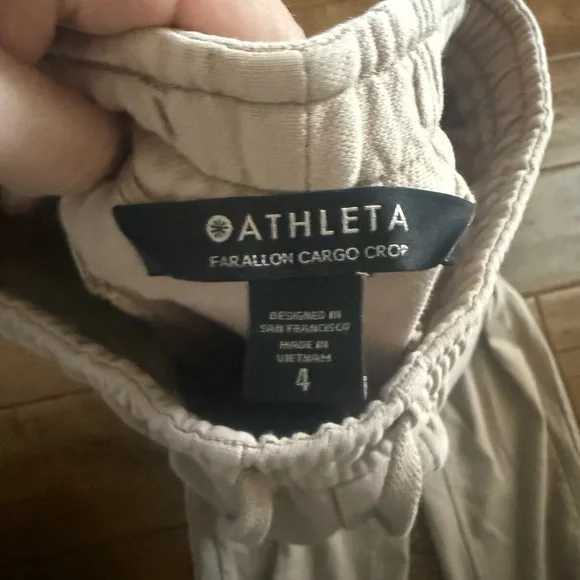 ATHLETA
FARALLON CARGO CROP
DESIGNED IN
SAN FRANCISCO
MADE IN
VIETNAM
4